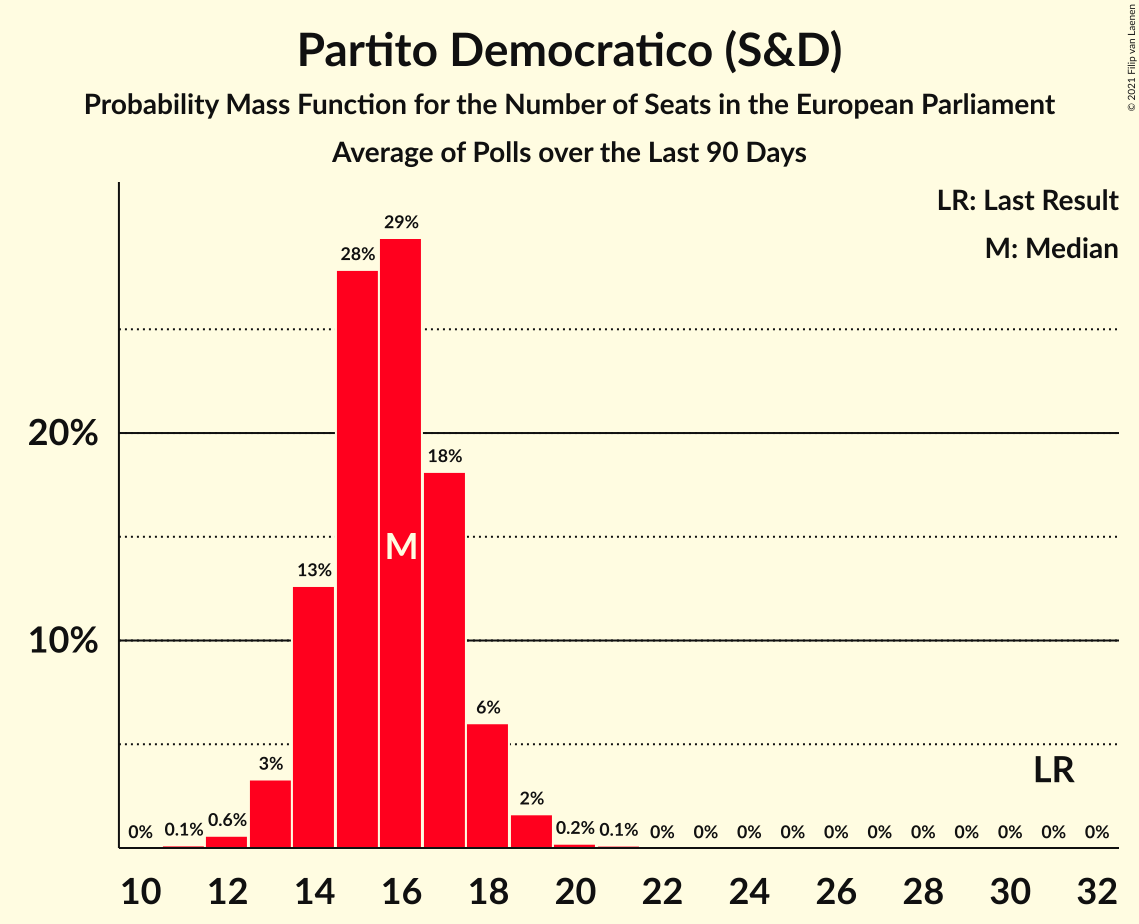 Partito Democratico (S&D)
Probability Mass Function for the Number of Seats in the European Parliament
Average of Polls over the Last 90 Days
© 2021 Filip van Laenen
LR: Last Result
M: Median
20%
10%
0%
0.1%
0.6%
3%
13%
28%
29%
18%
6%
2%
0.2%
0.1%
0%
0%
0%
0%
0%
0%
0%
0%
0%
0%
0%
M
LR
10 12 14 16 18 20 22 24 26 28 30 32